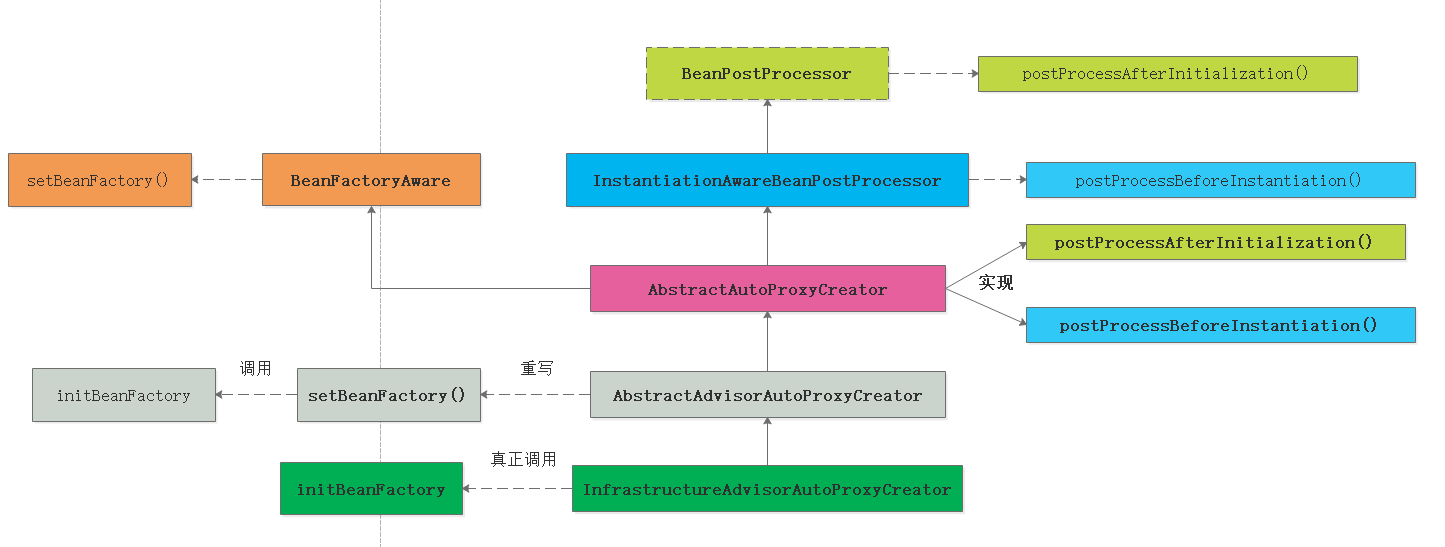 BeanPostProcessor
postProcessAfterInitialization()
setBeanFactory()
BeanFactoryAware
InstantiationAwareBeanPostProcessor
postProcessBeforeInstantiation()
postProcessAfterInitialization()
AbstractAutoProxyCreator
实现
postProcessBeforeInstantiation()
调用
重写
initBeanFactory
setBeanFactory()
AbstractAdvisorAutoProxyCreator
真正调用
initBeanFactory
InfrastructureAdvisorAutoProxyCreator